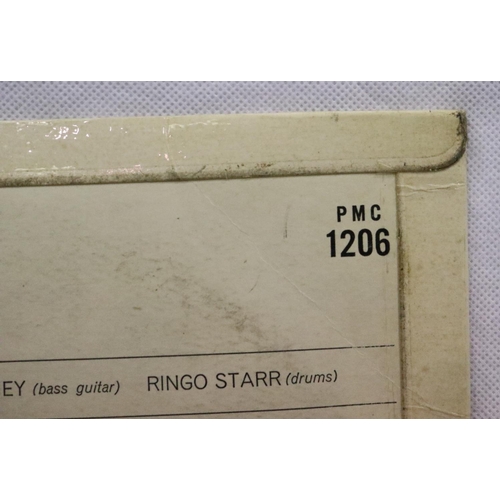 PMC
1206
EY (bass guitar) RINGO STARR (drums)